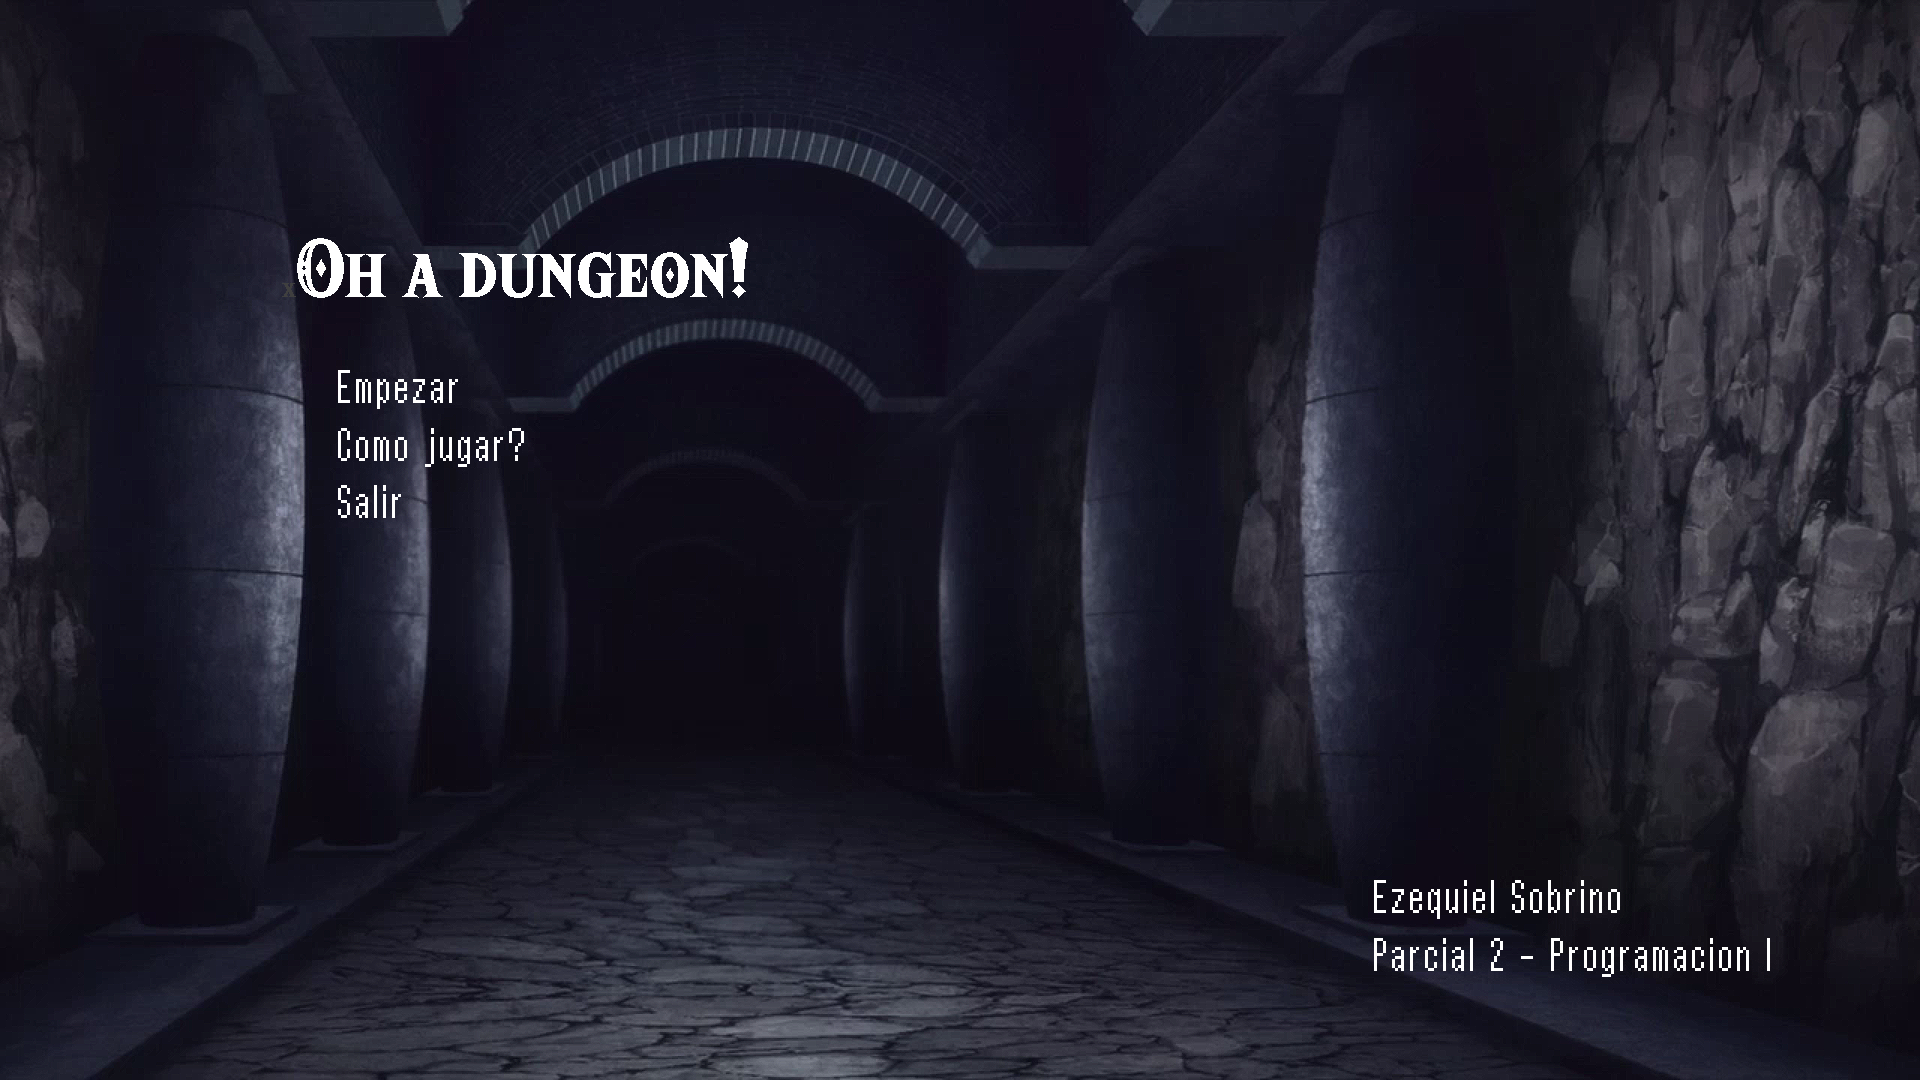 Oh a dungeon!
Empezar
Como jugar?
Salir
Ezequiel Sobrino
Parcial 2 - Programacion I